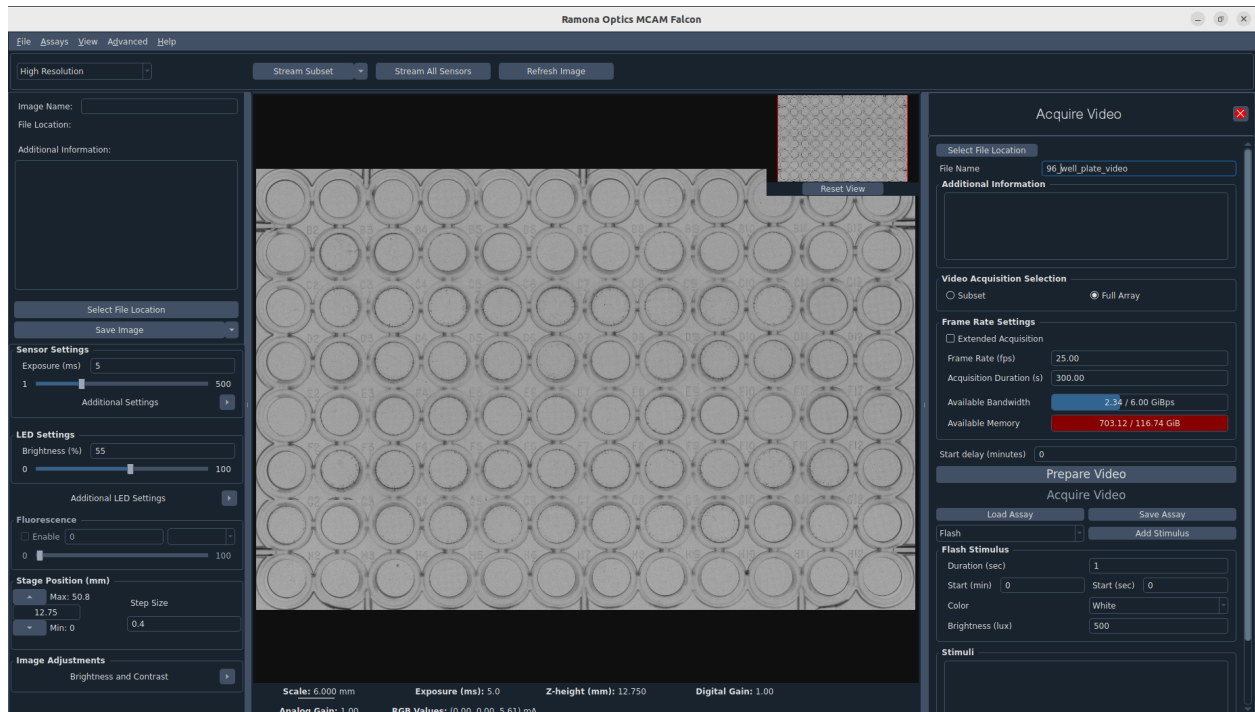 Ramona Optics MCAM Falcon
File Assays View Advanced Help
High Resolution
Stream Subset
Stream All Sensors
Refresh Image
Image Name:
File Location:
Additional Information:
Select File Location
Save Image
Sensor Settings
Exposure (ms) 5
1 500
Additional Settings
LED Settings
Brightness (%) 55
0 100
Additional LED Settings
Fluorescence
Enable 0
0 100
Stage Position (mm)
Max: 50.8
12.75
Min: 0
Step Size
0.4
Image Adjustments
Brightness and Contrast
Reset View
Scale: 6.000 mm Exposure (ms): 5.0 Z-height (mm): 12.750 Digital Gain: 1.00
Analog Gain: 1.00 RGB Values: (0.00, 0.00, 5.61) mA
Acquire Video
Select File Location
File Name 96_well_plate_video
Additional Information
Video Acquisition Selection
Subset Full Array
Frame Rate Settings
Extended Acquisition
Frame Rate (fps) 25.00
Acquisition Duration (s) 300.00
Available Bandwidth 2.34 / 6.00 GiBps
Available Memory 703.12 / 116.74 GiB
Start delay (minutes) 0
Prepare Video
Acquire Video
Load Assay Save Assay
Flash Add Stimulus
Flash Stimulus
Duration (sec) 1
Start (min) 0 Start (sec) 0
Color White
Brightness (lux) 500
Stimuli